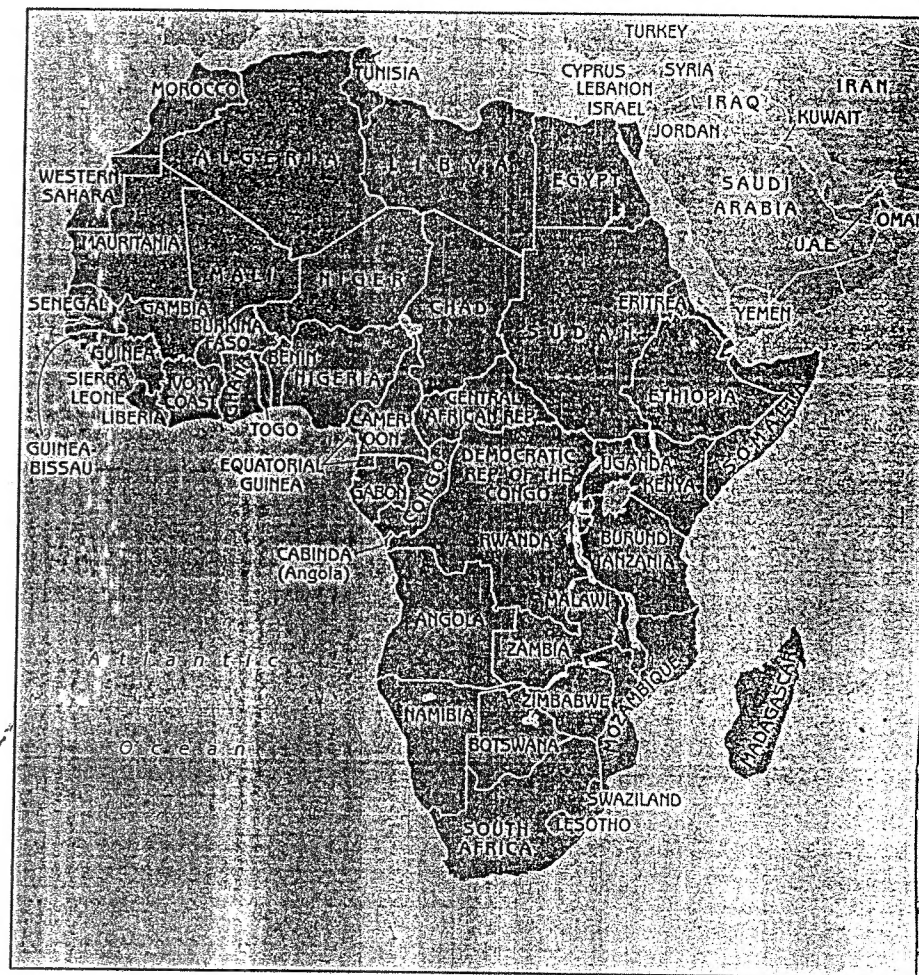 TURKEY
TUNISIA
CYPRUS
SYRIA
LEBANON
ISRAEL
IRAQ
IRAN
MOROCCO
KUWAIT
JORDAN
ALGERIA
LIBYA
EGYPT
WESTERN
SAHARA
SAUDI
ARABIA
OMAN
MAURITANIA
U.A.E.
MALI
NIGER
CHAD
SUDAN
ERITREA
YEMEN
SENEGAL
GAMBIA
BURKINA
FASO
GUINEA
BENIN
NIGERIA
SIERRA
LEONE
IVORY
COAST
GHANA
LIBERIA
CENTRAL
AFRICAN REP.
ETHIOPIA
SOMALIA
TOGO
CAMER
OON
GUINEA-
BISSAU
EQUATORIAL
GUINEA
DEMOCRATIC
REP. OF THE
CONGO
UGANDA
KENYA
GABON
CONGO
RWANDA
BURUNDI
TANZANIA
CABINDA
(Angola)
MALAWI
ANGOLA
ZAMBIA
Atlantic
Ocean
ZIMBABWE
MOZAMBIQUE
MADAGASCAR
NAMIBIA
BOTSWANA
SWAZILAND
LESOTHO
SOUTH
AFRICA